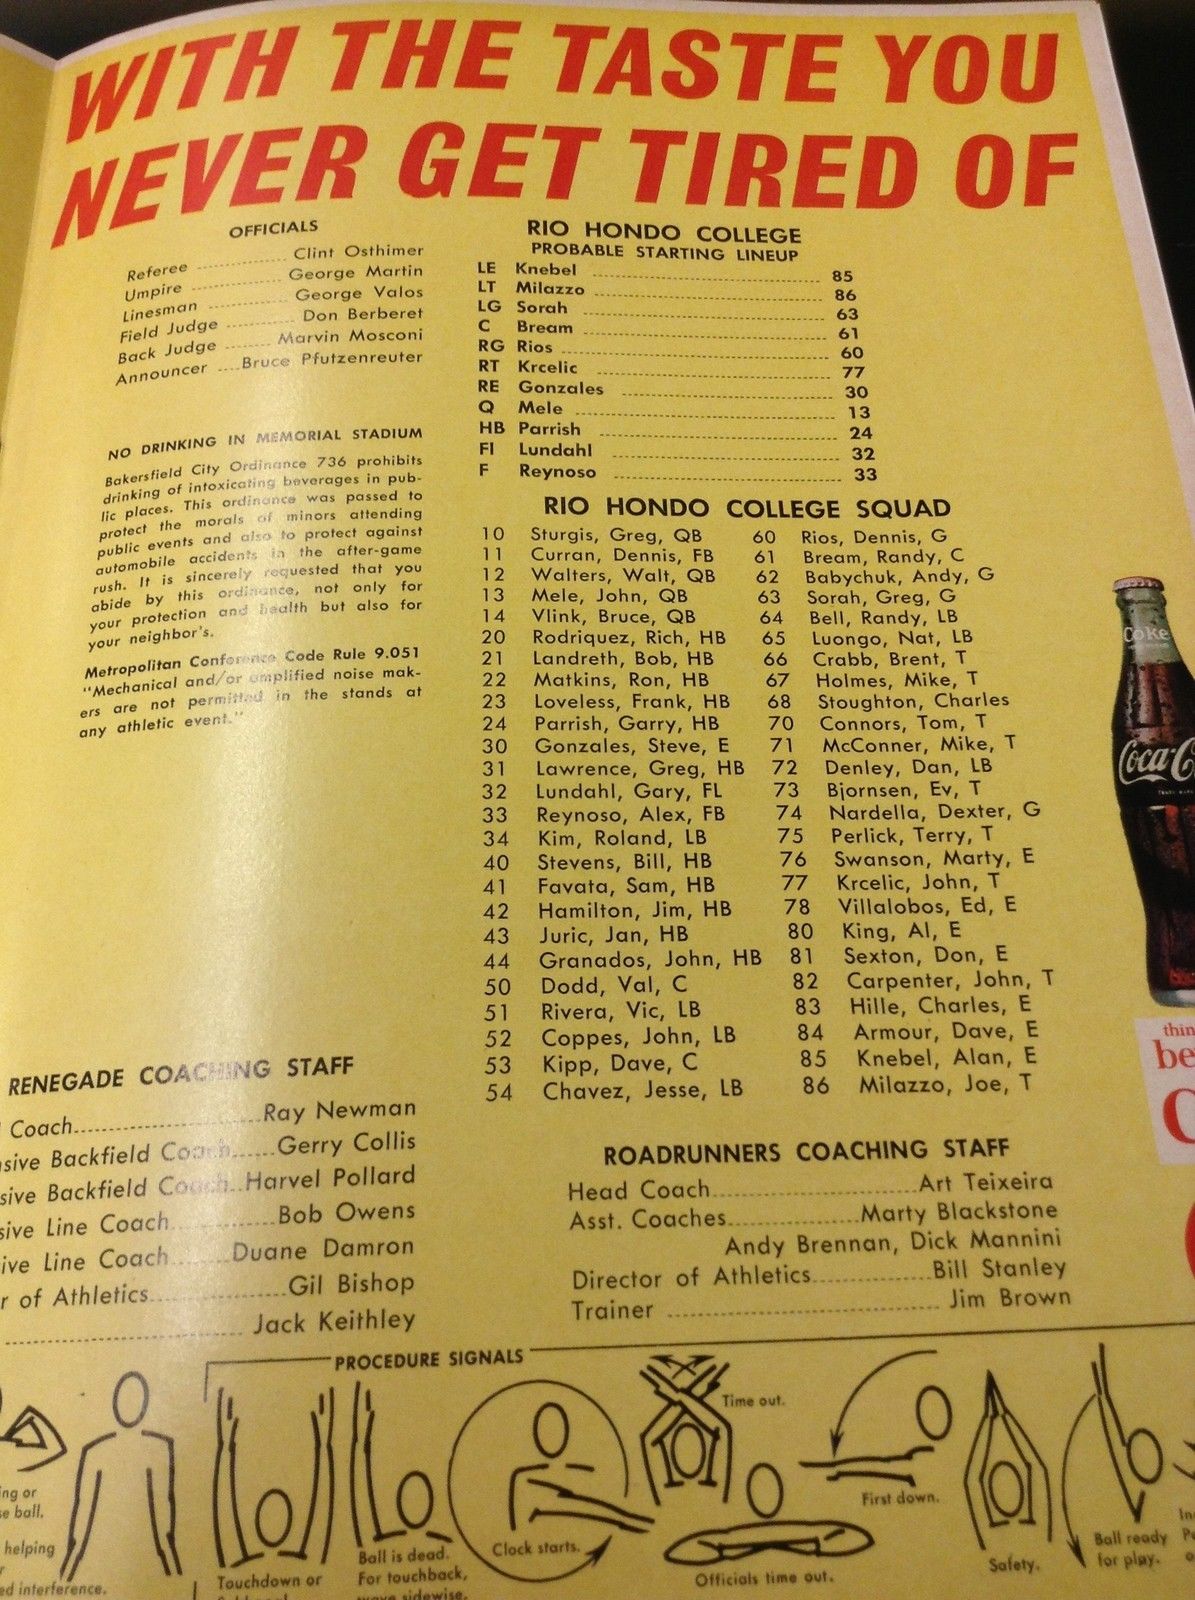 WITH THE TASTE YOU
NEVER GET TIRED OF
OFFICIALS
Referee Clint Osthimer
Umpire George Martin
Linesman George Valos
Field Judge Don Berberet
Back Judge Marvin Mosconi
Announcer Bruce Pfutzenreuter
NO DRINKING IN MEMORIAL STADIUM
Bakersfield City Ordinance 736 prohibits
drinking of intoxicating beverages in pub-
lic places. This ordinance was passed to
protect the morals of minors attending
public events and also to protect against
automobile accidents in the after-game
rush. It is sincerely requested that you
abide by this ordinance, not only for
your protection and health but also for
your neighbor's.
Metropolitan Conference Code Rule 9.051
"Mechanical and/or amplified noise mak-
ers are not permitted in the stands at
any athletic event."
RENEGADE COACHING STAFF
Coach Ray Newman
sive Backfield Coach Gerry Collis
sive Backfield Coach Harvel Pollard
sive Line Coach Bob Owens
ive Line Coach Duane Damron
r of Athletics Gil Bishop
Jack Keithley
RIO HONDO COLLEGE
PROBABLE STARTING LINEUP
LE Knebel 85
LT Milazzo 86
LG Sorah 63
C Bream 61
RG Rios 60
RT Krcelic 77
RE Gonzales 30
Q Mele 13
HB Parrish 24
Fl Lundahl 32
F Reynoso 33
RIO HONDO COLLEGE SQUAD
10 Sturgis, Greg, QB
11 Curran, Dennis, FB
12 Walters, Walt, QB
13 Mele, John, QB
14 Vlink, Bruce, QB
20 Rodriquez, Rich, HB
21 Landreth, Bob, HB
22 Matkins, Ron, HB
23 Loveless, Frank, HB
24 Parrish, Garry, HB
30 Gonzales, Steve, E
31 Lawrence, Greg, HB
32 Lundahl, Gary, FL
33 Reynoso, Alex, FB
34 Kim, Roland, LB
40 Stevens, Bill, HB
41 Favata, Sam, HB
42 Hamilton, Jim, HB
43 Juric, Jan, HB
44 Granados, John, HB
50 Dodd, Val, C
51 Rivera, Vic, LB
52 Coppes, John, LB
53 Kipp, Dave, C
54 Chavez, Jesse, LB
60 Rios, Dennis, G
61 Bream, Randy, C
62 Babychuk, Andy, G
63 Sorah, Greg, G
64 Bell, Randy, LB
65 Luongo, Nat, LB
66 Crabb, Brent, T
67 Holmes, Mike, T
68 Stoughton, Charles
70 Connors, Tom, T
71 McConner, Mike, T
72 Denley, Dan, LB
73 Bjornsen, Ev, T
74 Nardella, Dexter, G
75 Perlick, Terry, T
76 Swanson, Marty, E
77 Krcelic, John, T
78 Villalobos, Ed, E
80 King, Al, E
81 Sexton, Don, E
82 Carpenter, John, T
83 Hille, Charles, E
84 Armour, Dave, E
85 Knebel, Alan, E
86 Milazzo, Joe, T
ROADRUNNERS COACHING STAFF
Head Coach Art Teixeira
Asst. Coaches Marty Blackstone
Andy Brennan, Dick Mannini
Director of Athletics Bill Stanley
Trainer Jim Brown
Coke
Coca-C
thin
be
PROCEDURE SIGNALS
ing or
se ball.
helping
ed interference.
Touchdown or
Ball is dead.
For touchback,
wave sidewise.
Clock starts.
Time out.
Officials time out.
First down.
Safety.
Ball ready
for play.